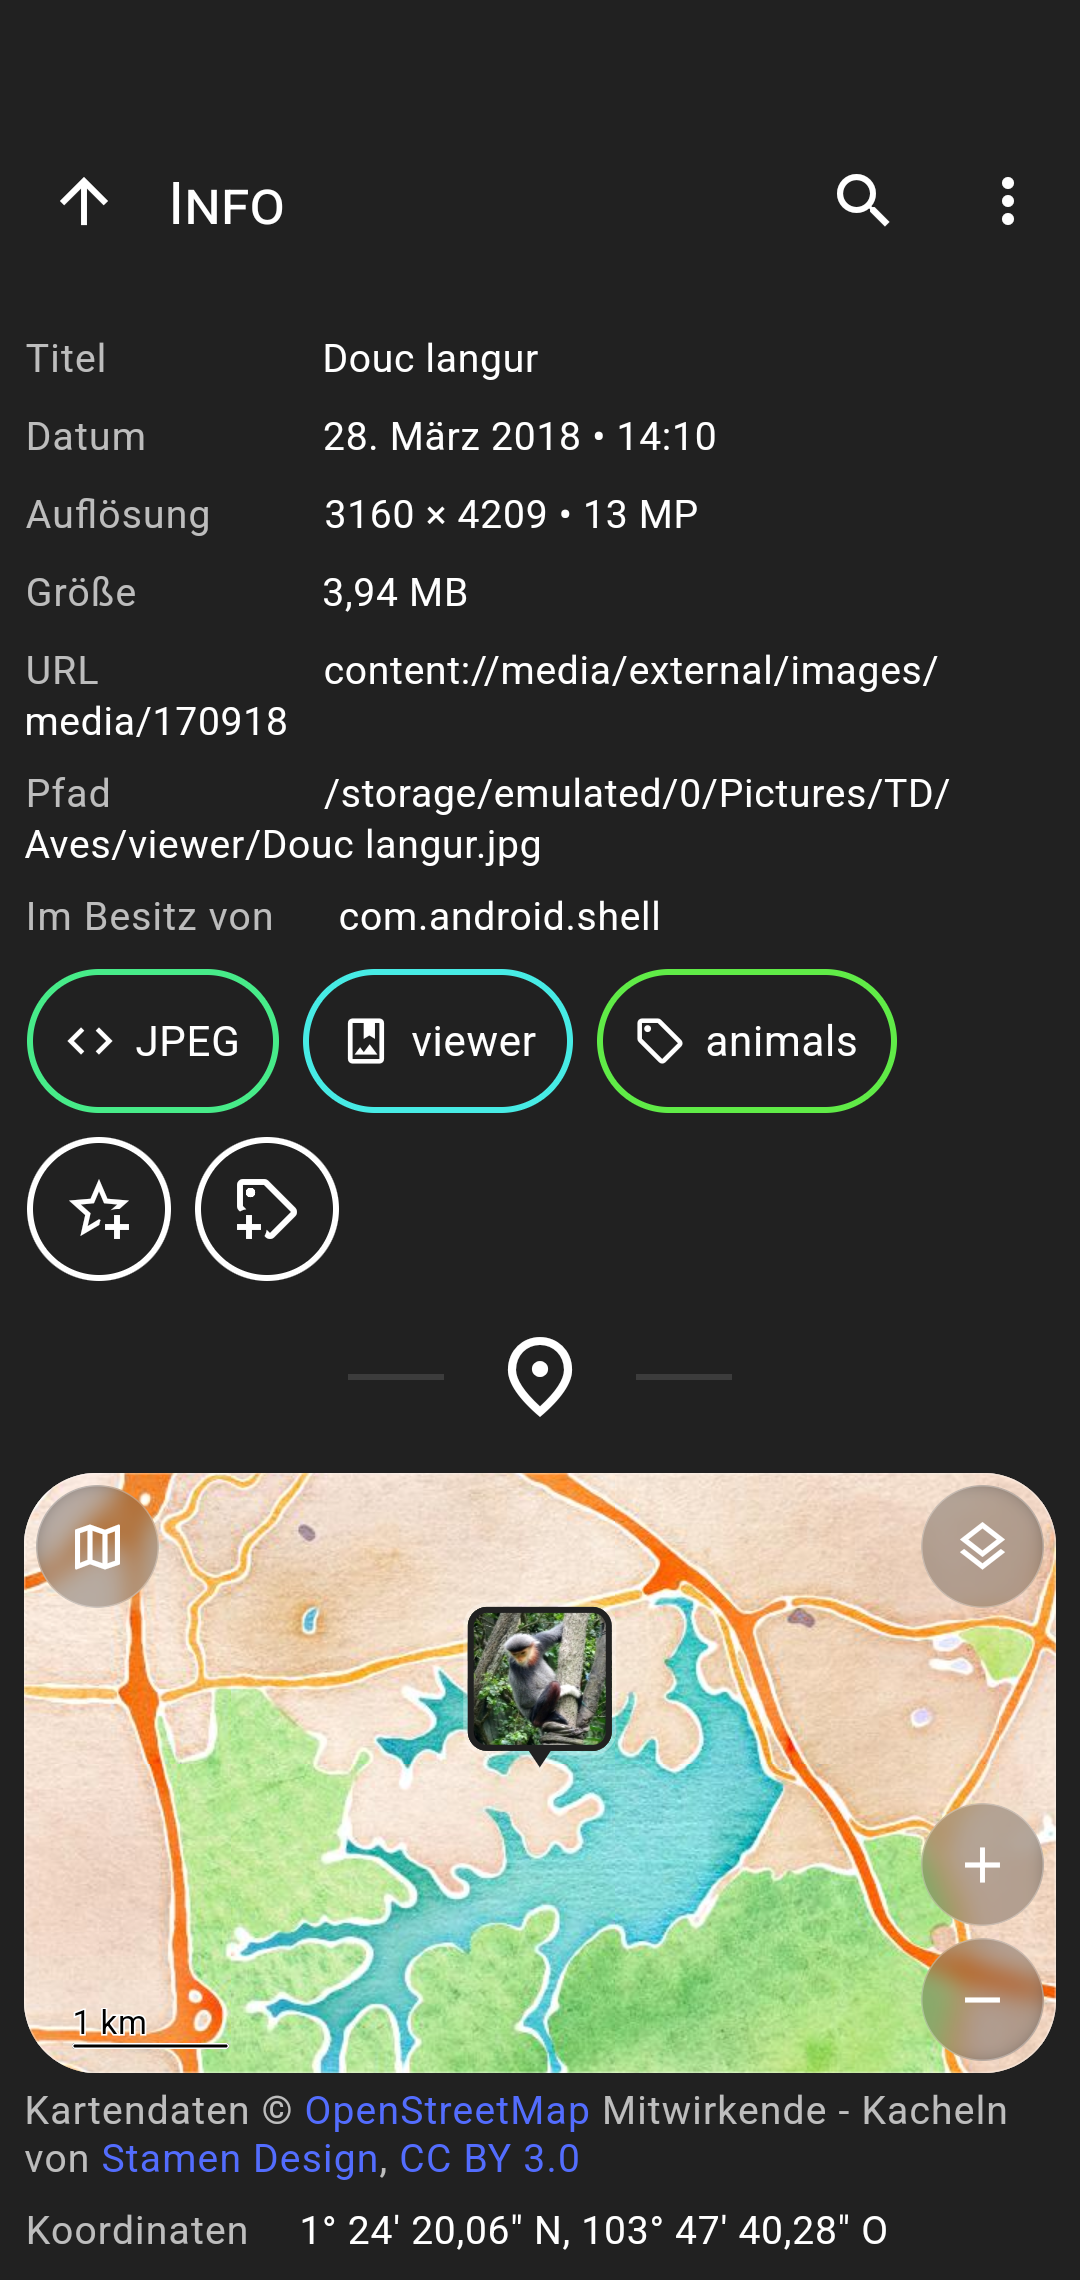 Info
Titel Douc langur
Datum 28. März 2018 • 14:10
Auflösung 3160 × 4209 • 13 MP
Größe 3,94 MB
URL content://media/external/images/
media/170918
Pfad /storage/emulated/0/Pictures/TD/
Aves/viewer/Douc langur.jpg
Im Besitz von com.android.shell
JPEG viewer animals
1 km
Kartendaten © OpenStreetMap Mitwirkende - Kacheln
von Stamen Design, CC BY 3.0
Koordinaten 1° 24' 20,06" N, 103° 47' 40,28" O